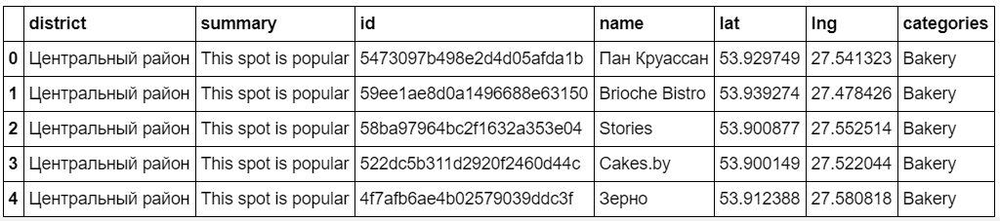 district summary id name lat lng categories
0 Центральный район This spot is popular 5473097b498e2d4d05afda1b Пан Круассан 53.929749 27.541323 Bakery
1 Центральный район This spot is popular 59ee1ae8d0a1496688e63150 Brioche Bistro 53.939274 27.478426 Bakery
2 Центральный район This spot is popular 58ba97964bc2f1632a353e04 Stories 53.900877 27.552514 Bakery
3 Центральный район This spot is popular 522dc5b311d2920f2460d44c Cakes.by 53.900149 27.522044 Bakery
4 Центральный район This spot is popular 4f7afb6ae4b02579039ddc3f Зерно 53.912388 27.580818 Bakery